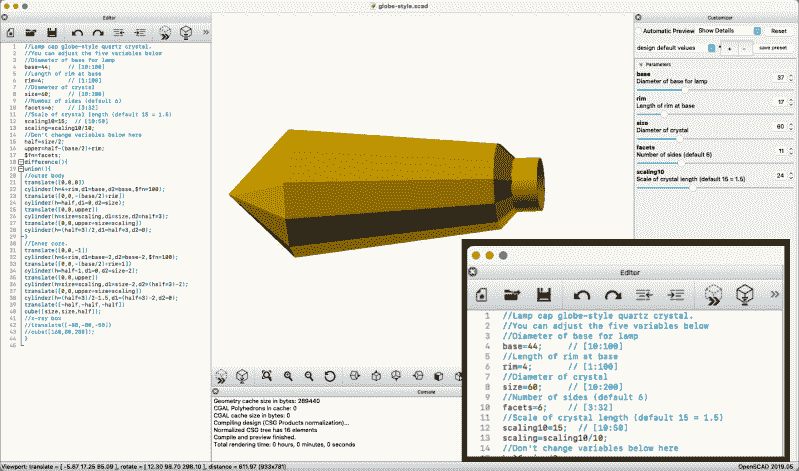 globe-style.scad
Editor
1 //Lamp cap globe-style quartz crystal.
2 //You can adjust the five variables below
3 //Diameter of base for lamp
4 base=44; // [10:100]
5 //Length of rim at base
6 rim=4; // [1:100]
7 //Diameter of crystal
8 size=60; // [10:200]
9 //Number of sides (default 6)
10 facets=6; // [3:32]
11 //Scale of crystal length (default 15 = 1.5)
12 scaling10=15; // [10:50]
13 scaling=scaling10/10;
14 //Don't change variables below here
15 half=size/2;
16 upper=half-(base/2)+rim;
17 $fn=facets;
18 difference(){
19 union(){
20 //outer body
21 translate([0,0,0])
22 cylinder(h=4+rim,d1=base,d2=base,$fn=100);
23 translate([0,0,-(base/2)+rim])
24 cylinder(h=half,d1=0,d2=size);
25 translate([0,0,upper])
26 cylinder(h=size*scaling,d1=size,d2=half*3);
27 translate([0,0,upper+size*scaling])
28 cylinder(h=(half*3)/2,d1=half*3,d2=0);
29 }
30 //Inner core.
31 translate([0,0,-1])
32 cylinder(h=6+rim,d1=base-2,d2=base-2,$fn=100);
33 translate([0,0,-(base/2)+rim+1])
34 cylinder(h=half-1,d1=0,d2=size-2);
35 translate([0,0,upper])
36 cylinder(h=size*scaling,d1=size-2,d2=(half*3)-2);
37 translate([0,0,upper+size*scaling])
38 cylinder(h=(half*3)/2-1.5,d1=(half*3)-2,d2=0);
39 translate([-half,-half,-half])
40 cube([size,size,half]);
41 //x-ray box
42 //translate([-80,-80,-50])
43 //cube([160,80,280]);
44 }
45
Customizer
Automatic Preview Show Details Reset
design default values + - save preset
Parameters
base
Diameter of base for lamp 37
rim
Length of rim at base 17
size
Diameter of crystal 60
facets
Number of sides (default 6) 11
scaling10
Scale of crystal length (default 15 = 1.5) 24
Editor
1 //Lamp cap globe-style quartz crystal.
2 //You can adjust the five variables below
3 //Diameter of base for lamp
4 base=44; // [10:100]
5 //Length of rim at base
6 rim=4; // [1:100]
7 //Diameter of crystal
8 size=60; // [10:200]
9 //Number of sides (default 6)
10 facets=6; // [3:32]
11 //Scale of crystal length (default 15 = 1.5)
12 scaling10=15; // [10:50]
13 scaling=scaling10/10;
14 //Don't change variables below here
Console
Geometry cache size in bytes: 289440
CGAL Polyhedrons in cache: 0
CGAL cache size in bytes: 0
Compiling design (CSG Products normalization)...
Normalized CSG tree has 16 elements
Compile and preview finished.
Total rendering time: 0 hours, 0 minutes, 0 seconds
Viewport: translate = [ -5.87 17.25 85.09 ], rotate = [ 12.30 98.70 298.10 ], distance = 611.97 (933x781)
OpenSCAD 2019.05